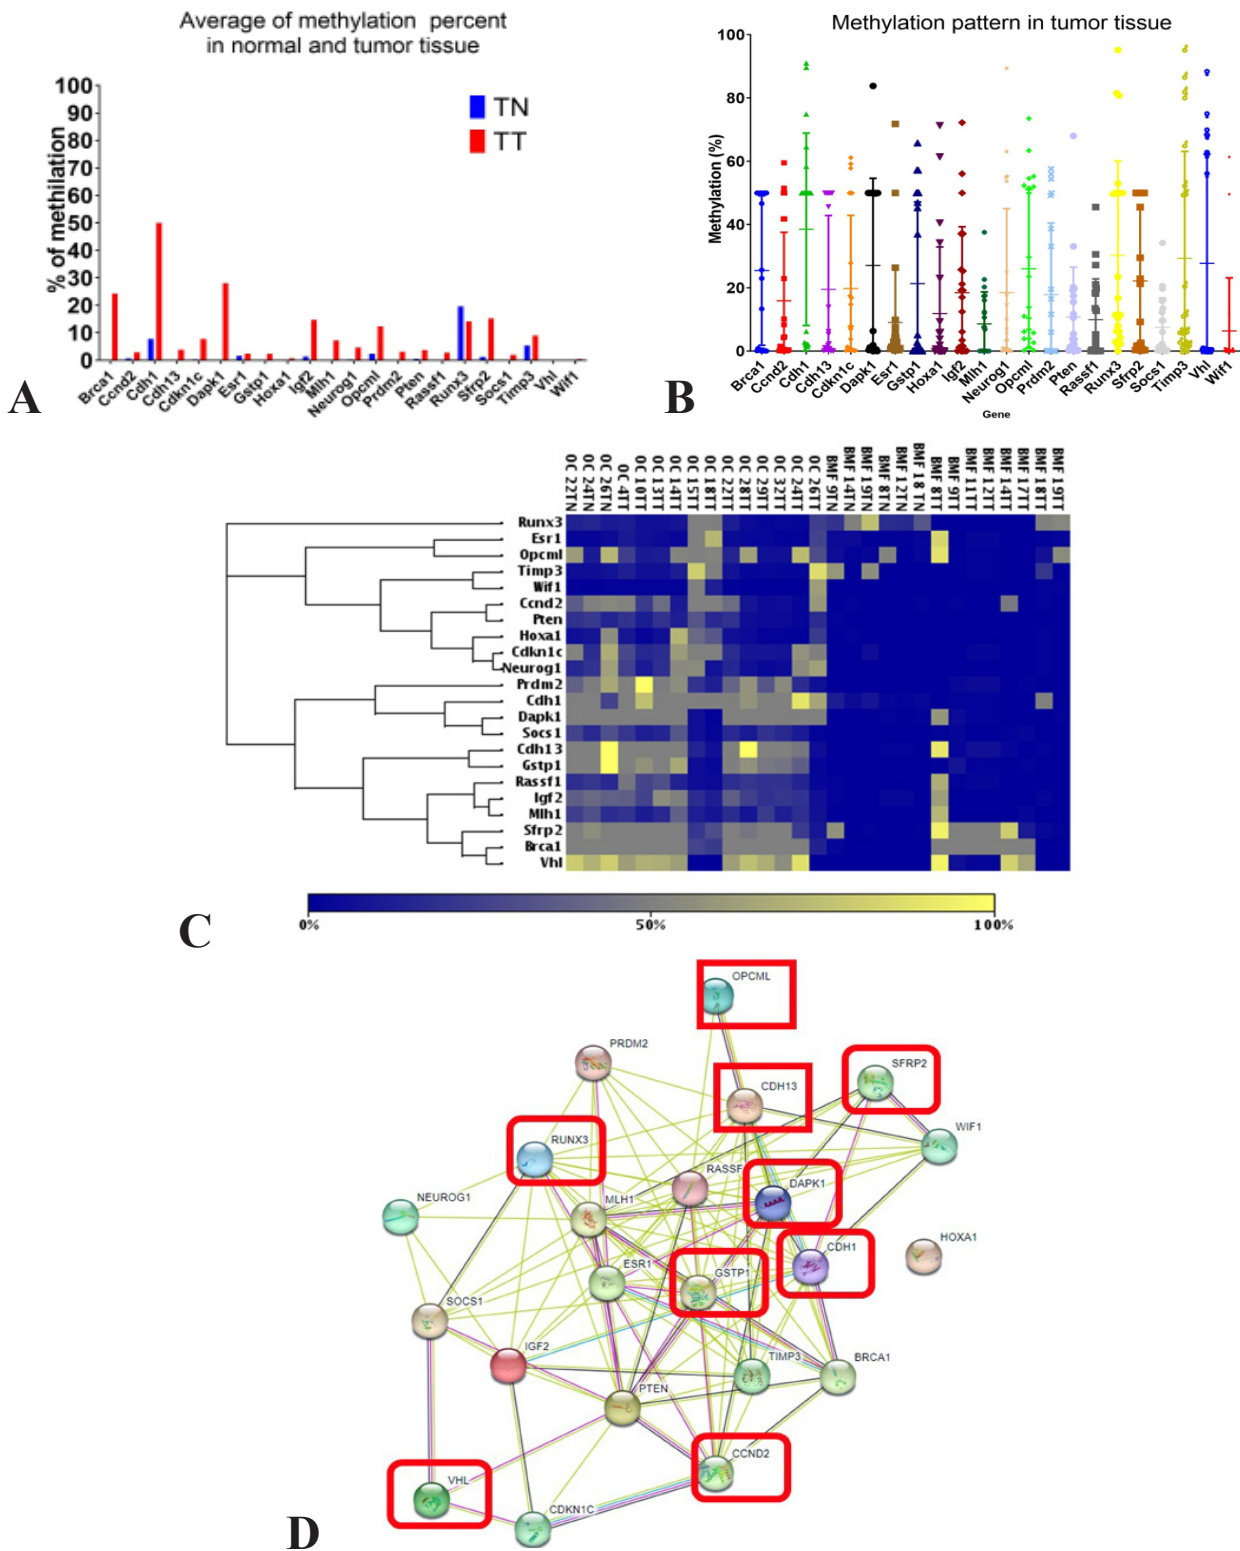 Average of methylation percent
in normal and tumor tissue
% of methilation
100
90
80
70
60
50
40
30
20
10
0
TN
TT
Brca1
Ccnd2
Cdh1
Cdh13
Cdkn1c
Dapk1
Esr1
Gstp1
Hoxa1
Igf2
Mlh1
Neurog1
Opcml
Prdm2
Pten
Rassf1
Runx3
Sfrp2
Socs1
Timp3
Vhl
Wif1
A
Methylation pattern in tumor tissue
Methylation (%)
100
80
60
40
20
0
Brca1
Ccnd2
Cdh1
Cdh13
Cdkn1c
Dapk1
Esr1
Gstp1
Hoxa1
Igf2
Mlh1
Neurog1
Opcml
Prdm2
Pten
Rassf1
Runx3
Sfrp2
Socs1
Timp3
Vhl
Wif1
Gene
B
OC 22TN
OC 24TN
OC 26TN
OC 4TT
OC 10TT
OC 13TT
OC 14TT
OC 15TT
OC 18TT
OC 22TT
OC 28TT
OC 29TT
OC 32TT
OC 24TT
OC 26TT
BMF 9TN
BMF 14TN
BMF 19TN
BMF 8TN
BMF 12TN
BMF 18 TN
BMF 8TT
BMF 9TT
BMF 11TT
BMF 12TT
BMF 14TT
BMF 17TT
BMF 18TT
BMF 19TT
Runx3
Esr1
Opcml
Timp3
Wif1
Ccnd2
Pten
Hoxa1
Cdkn1c
Neurog1
Prdm2
Cdh1
Dapk1
Socs1
Cdh13
Gstp1
Rassf1
Igf2
Mlh1
Sfrp2
Brca1
Vhl
0%
50%
100%
C
OPCML
PRDM2
CDH13
SFRP2
WIF1
RUNX3
RASSF
DAPK1
NEUROG1
MLH1
HOXA1
CDH1
ESR1
GSTP1
SOCS1
IGF2
TIMP3
BRCA1
PTEN
CCND2
VHL
CDKN1C
D